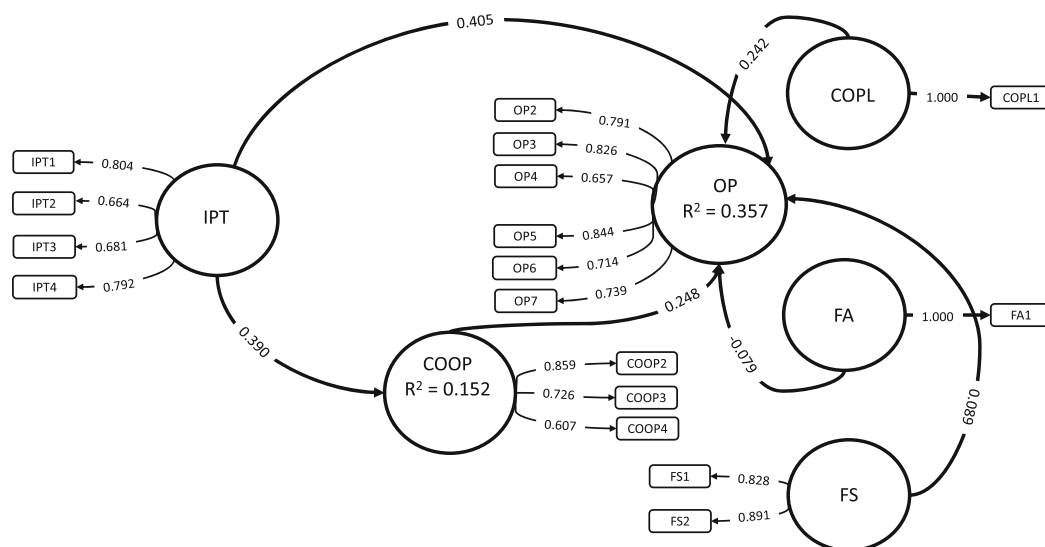 0.405
0.242
COPL
1.000
COPL1
OP2
0.791
OP3
0.826
OP4
0.657
OP
R² = 0.357
OP5
0.844
OP6
0.714
OP7
0.739
IPT1
0.804
IPT2
0.664
IPT3
0.681
IPT4
0.792
IPT
0.390
0.248
COOP
R² = 0.152
0.859
COOP2
0.726
COOP3
0.607
COOP4
-0.079
FA
1.000
FA1
0.089
FS1
0.828
FS2
0.891
FS